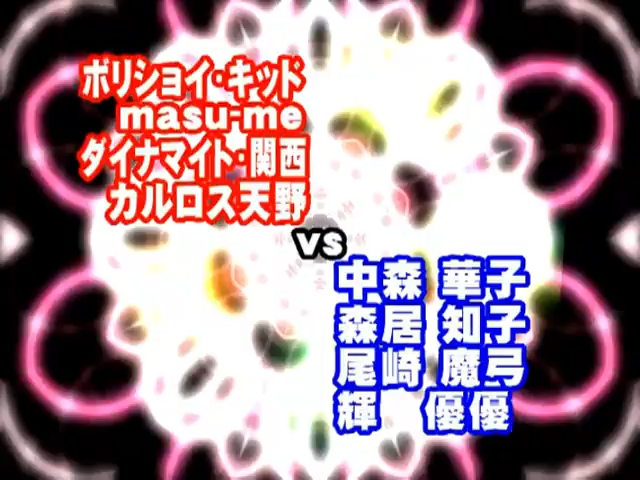 ボリショイ・キッド
masu-me
ダイナマイト・関西
カルロス天野
vs
中森 華子
森居 知子
尾崎 魔弓
輝 優優